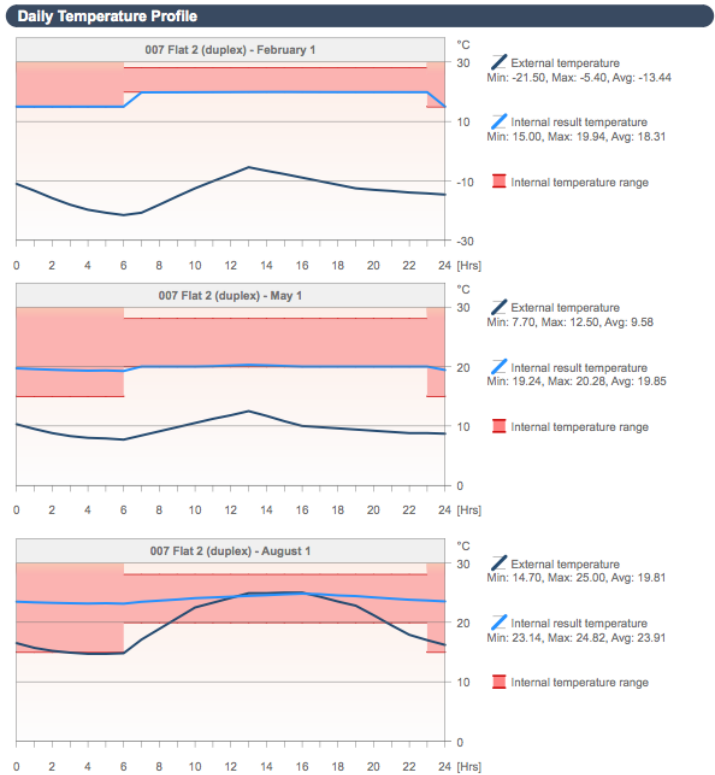 Daily Temperature Profile
007 Flat 2 (duplex) - February 1
°C
30
10
-10
-30
0 2 4 6 8 10 12 14 16 18 20 22 24 [Hrs]
External temperature
Min: -21.50, Max: -5.40, Avg: -13.44
Internal result temperature
Min: 15.00, Max: 19.94, Avg: 18.31
Internal temperature range
007 Flat 2 (duplex) - May 1
°C
30
20
10
0
0 2 4 6 8 10 12 14 16 18 20 22 24 [Hrs]
External temperature
Min: 7.70, Max: 12.50, Avg: 9.58
Internal result temperature
Min: 19.24, Max: 20.28, Avg: 19.85
Internal temperature range
007 Flat 2 (duplex) - August 1
°C
30
20
10
0
0 2 4 6 8 10 12 14 16 18 20 22 24 [Hrs]
External temperature
Min: 14.70, Max: 25.00, Avg: 19.81
Internal result temperature
Min: 23.14, Max: 24.82, Avg: 23.91
Internal temperature range